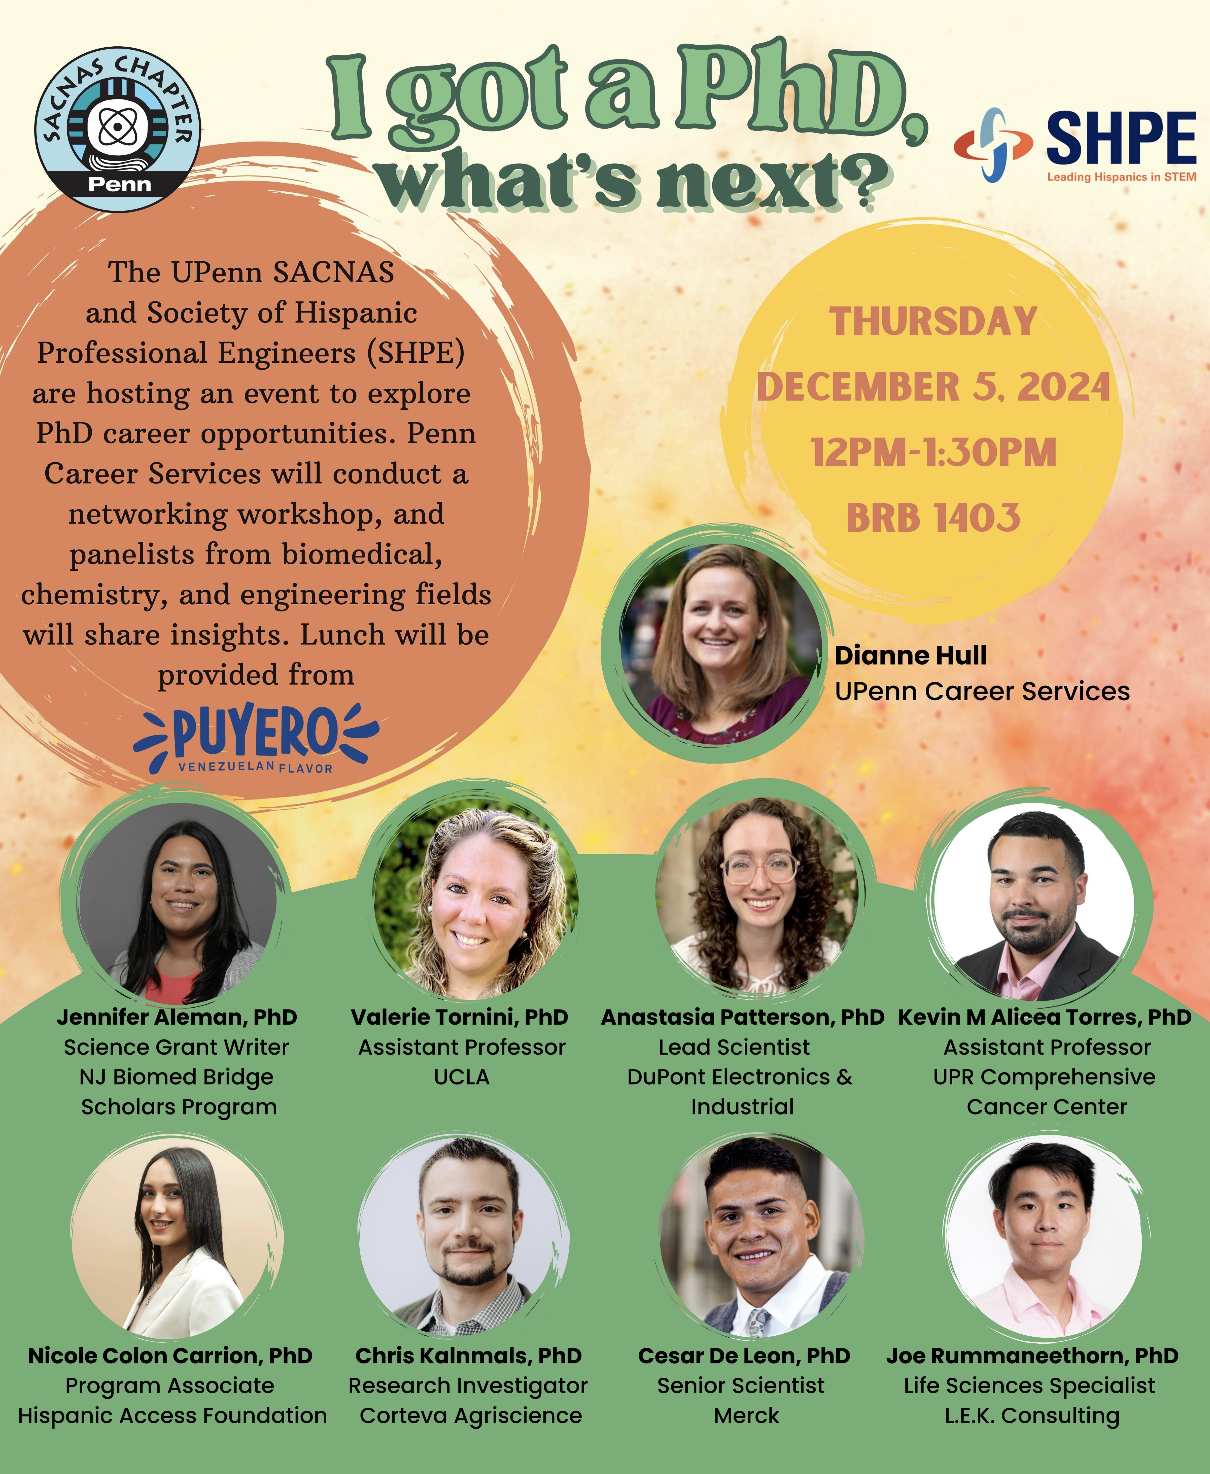 SACNAS CHAPTER
Penn
I got a PhD,
what's next?
SHPE
Leading Hispanics in STEM
The UPenn SACNAS
and Society of Hispanic
Professional Engineers (SHPE)
are hosting an event to explore
PhD career opportunities. Penn
Career Services will conduct a
networking workshop, and
panelists from biomedical,
chemistry, and engineering fields
will share insights. Lunch will be
provided from
PUYERO
VENEZUELAN FLAVOR
THURSDAY
DECEMBER 5, 2024
12PM-1:30PM
BRB 1403
Dianne Hull
UPenn Career Services
Jennifer Aleman, PhD
Science Grant Writer
NJ Biomed Bridge
Scholars Program
Valerie Tornini, PhD
Assistant Professor
UCLA
Anastasia Patterson, PhD
Lead Scientist
DuPont Electronics &
Industrial
Kevin M Alicea Torres, PhD
Assistant Professor
UPR Comprehensive
Cancer Center
Nicole Colon Carrion, PhD
Program Associate
Hispanic Access Foundation
Chris Kalnmals, PhD
Research Investigator
Corteva Agriscience
Cesar De Leon, PhD
Senior Scientist
Merck
Joe Rummaneethorn, PhD
Life Sciences Specialist
L.E.K. Consulting